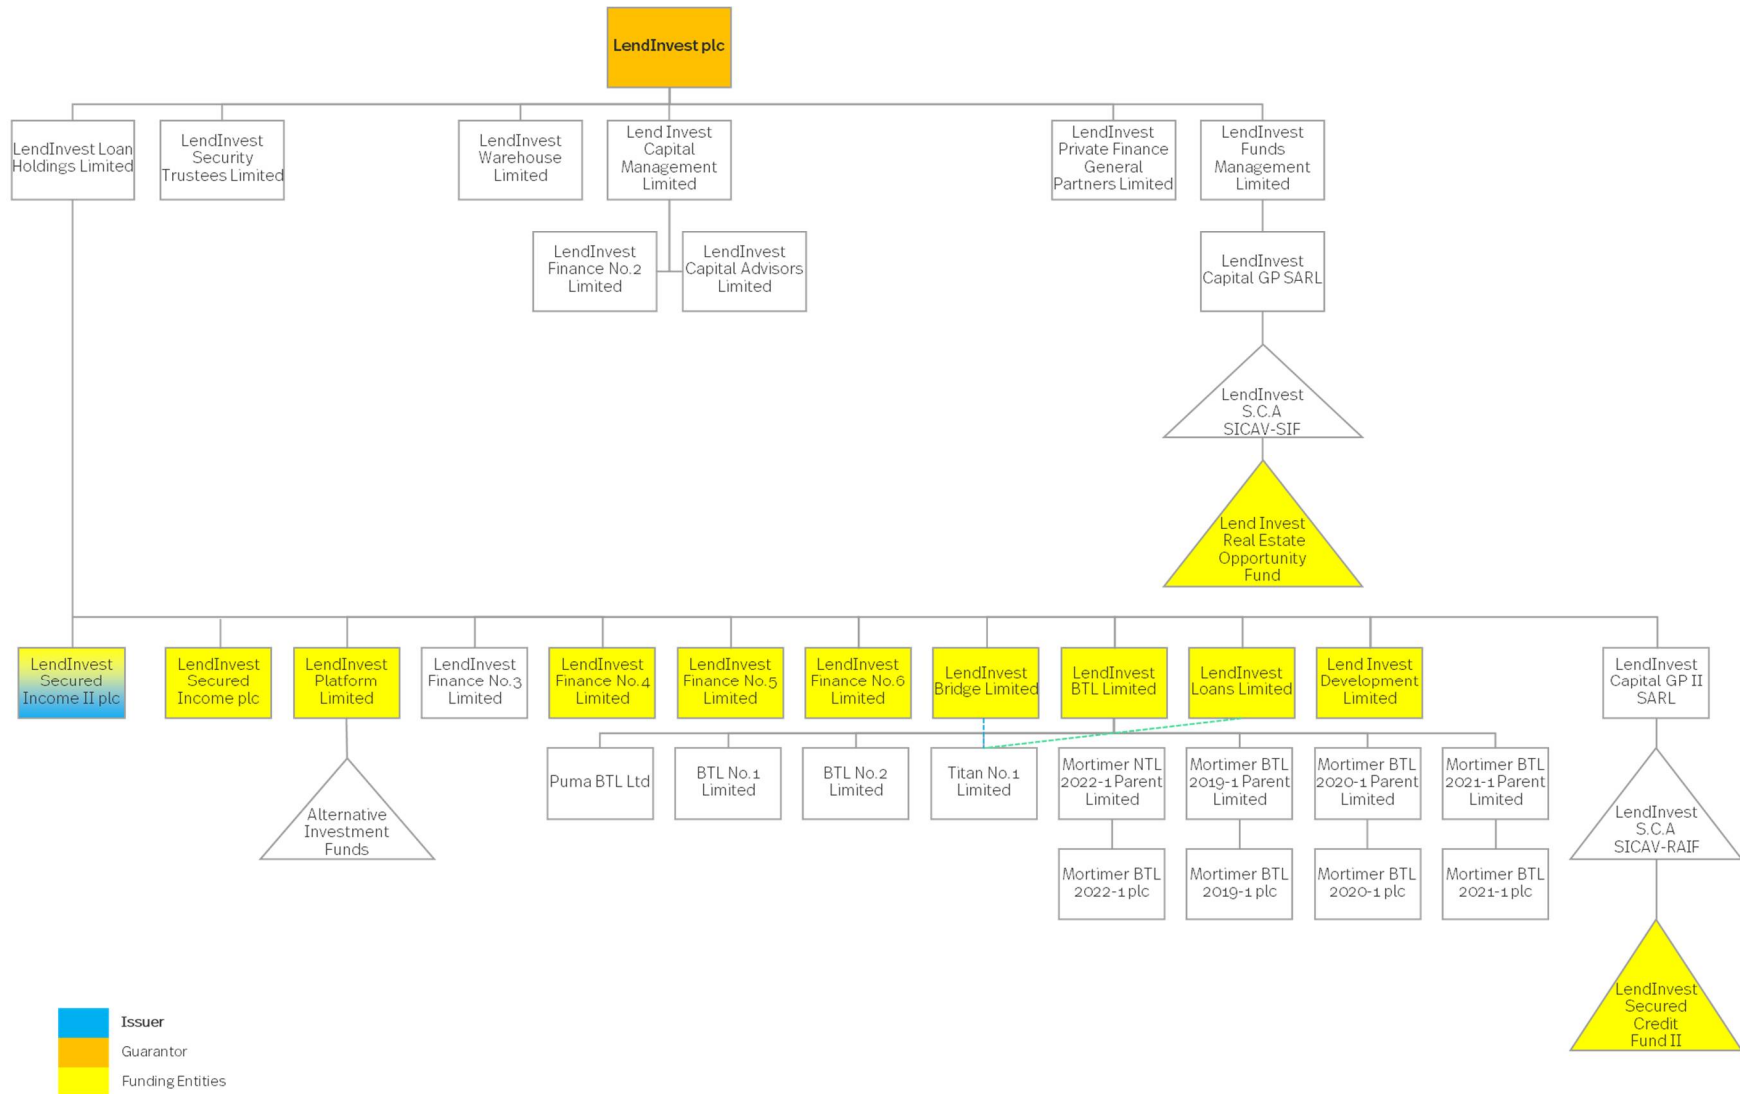 LendInvest plc
LendInvest Loan
Holdings Limited
LendInvest
Security
Trustees Limited
LendInvest
Warehouse
Limited
Lend Invest
Capital
Management
Limited
LendInvest
Private Finance
General
Partners Limited
LendInvest
Funds
Management
Limited
LendInvest
Finance No.2
Limited
LendInvest
Capital Advisors
Limited
LendInvest
Capital GP SARL
LendInvest
S.C.A
SICAV-SIF
Lend Invest
Real Estate
Opportunity
Fund
LendInvest
Secured
Income II plc
LendInvest
Secured
Income plc
LendInvest
Platform
Limited
LendInvest
Finance No.3
Limited
LendInvest
Finance No.4
Limited
LendInvest
Finance No.5
Limited
LendInvest
Finance No.6
Limited
LendInvest
Bridge Limited
LendInvest
BTL Limited
LendInvest
Loans Limited
Lend Invest
Development
Limited
LendInvest
Capital GP II
SARL
Alternative
Investment
Funds
Puma BTL Ltd
BTL No.1
Limited
BTL No.2
Limited
Titan No.1
Limited
Mortimer NTL
2022-1 Parent
Limited
Mortimer BTL
2019-1 Parent
Limited
Mortimer BTL
2020-1 Parent
Limited
Mortimer BTL
2021-1 Parent
Limited
LendInvest
S.C.A
SICAV-RAIF
Mortimer BTL
2022-1 plc
Mortimer BTL
2019-1 plc
Mortimer BTL
2020-1 plc
Mortimer BTL
2021-1 plc
LendInvest
Secured
Credit
Fund II
Issuer
Guarantor
Funding Entities